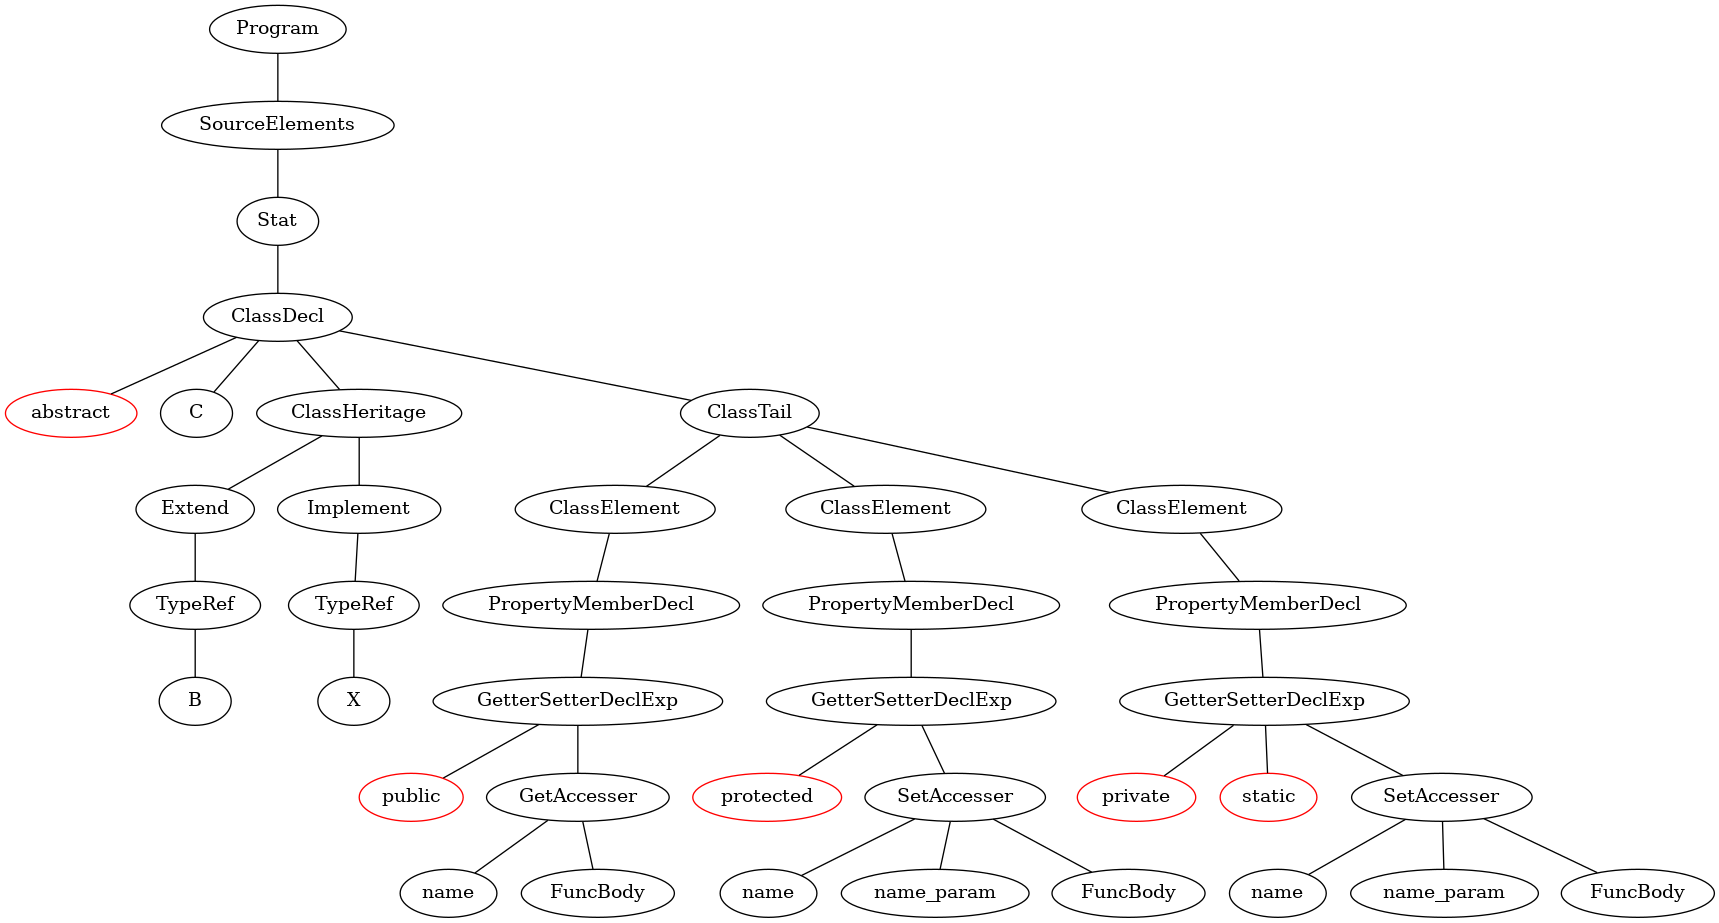 Program
SourceElements
Stat
ClassDecl
abstract
C
ClassHeritage
ClassTail
Extend
Implement
ClassElement
ClassElement
ClassElement
TypeRef
TypeRef
PropertyMemberDecl
PropertyMemberDecl
PropertyMemberDecl
B
X
GetterSetterDeclExp
GetterSetterDeclExp
GetterSetterDeclExp
public
GetAccesser
protected
SetAccesser
private
static
SetAccesser
name
FuncBody
name
name_param
FuncBody
name
name_param
FuncBody